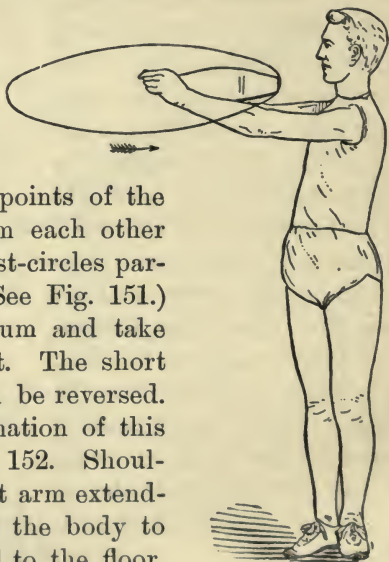 points of the
m each other
st-circles par-
See Fig. 151.)
um and take
t. The short
be reversed.
nation of this
152. Shoul-
t arm extend-
the body to
d to the floor.